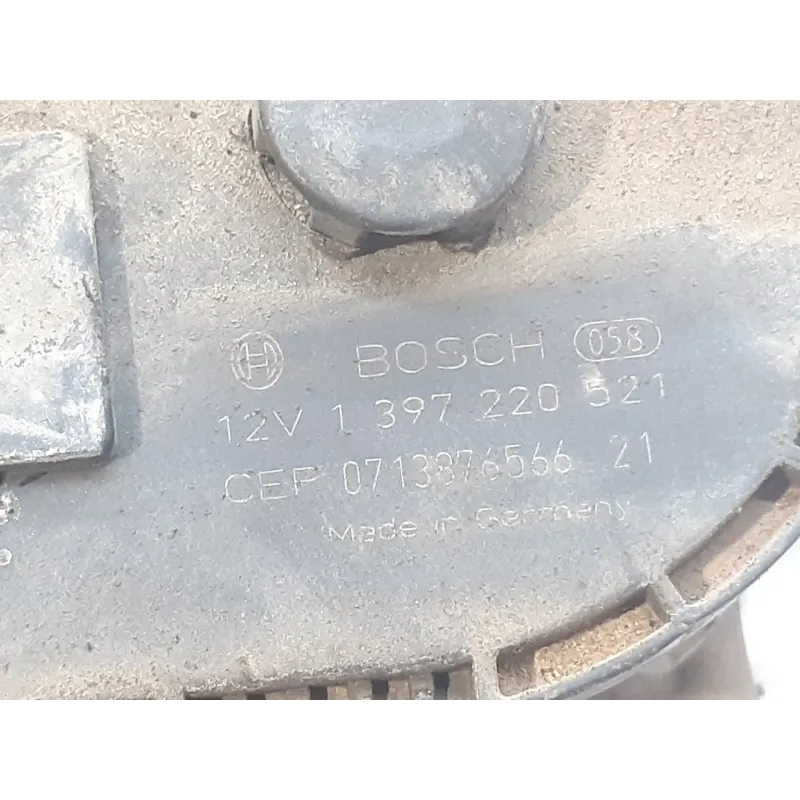 BOSCH 058
12V 1 397 220 521
CEP 0713876566 21
Made in Germany